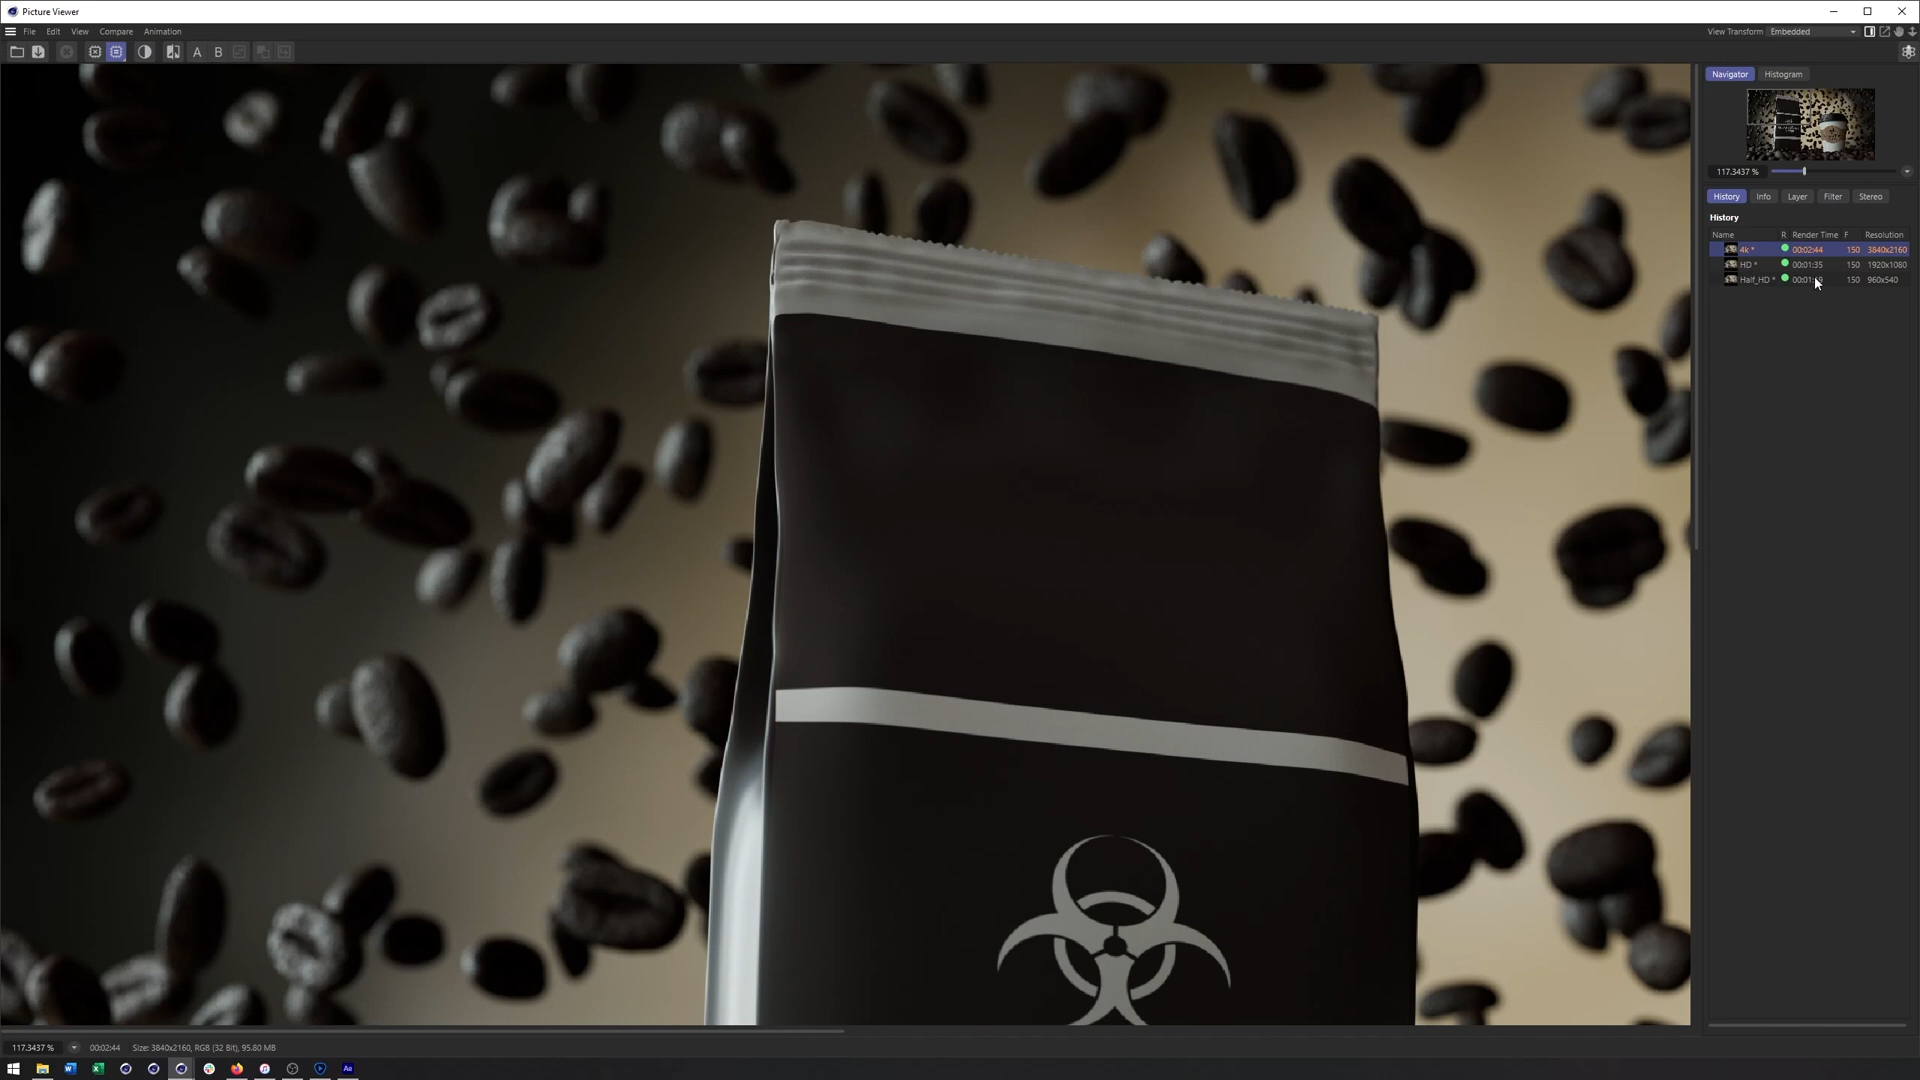 Picture Viewer
File Edit View Compare Animation
View Transform Embedded
A B
Navigator Histogram
117.3437 %
History Info Layer Filter Stereo
History
Name R Render Time F Resolution
4k * 00:02:44 150 3840x2160
HD * 00:01:35 150 1920x1080
Half_HD * 150 960x540
117.3437 % 00:02:44 Size: 3840x2160, RGB (32 Bit), 95.80 MB
W X Ae